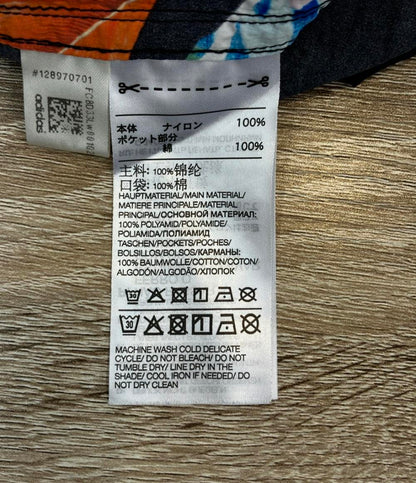 #128970701
adidas
本体 ナイロン 100%
ポケット部分
綿 100%
主料: 100%锦纶
口袋: 100%棉
HAUPTMATERIAL/MAIN MATERIAL/
MATIERE PRINCIPALE/MATERIAL
PRINCIPAL/ОСНОВНОЙ МАТЕРИАЛ:
100% POLYAMID/POLYAMIDE/
POLIAMIDA/ПОЛИАМИД
TASCHEN/POCKETS/POCHES/
BOLSILLOS/BOLSOS/КАРМАНЫ:
100% BAUMWOLLE/COTTON/COTON/
ALGODÓN/ALGODÃO/ХЛОПОК
30
MACHINE WASH COLD DELICATE
CYCLE/ DO NOT BLEACH/ DO NOT
TUMBLE DRY/ LINE DRY IN THE
SHADE/ COOL IRON IF NEEDED/ DO
NOT DRY CLEAN